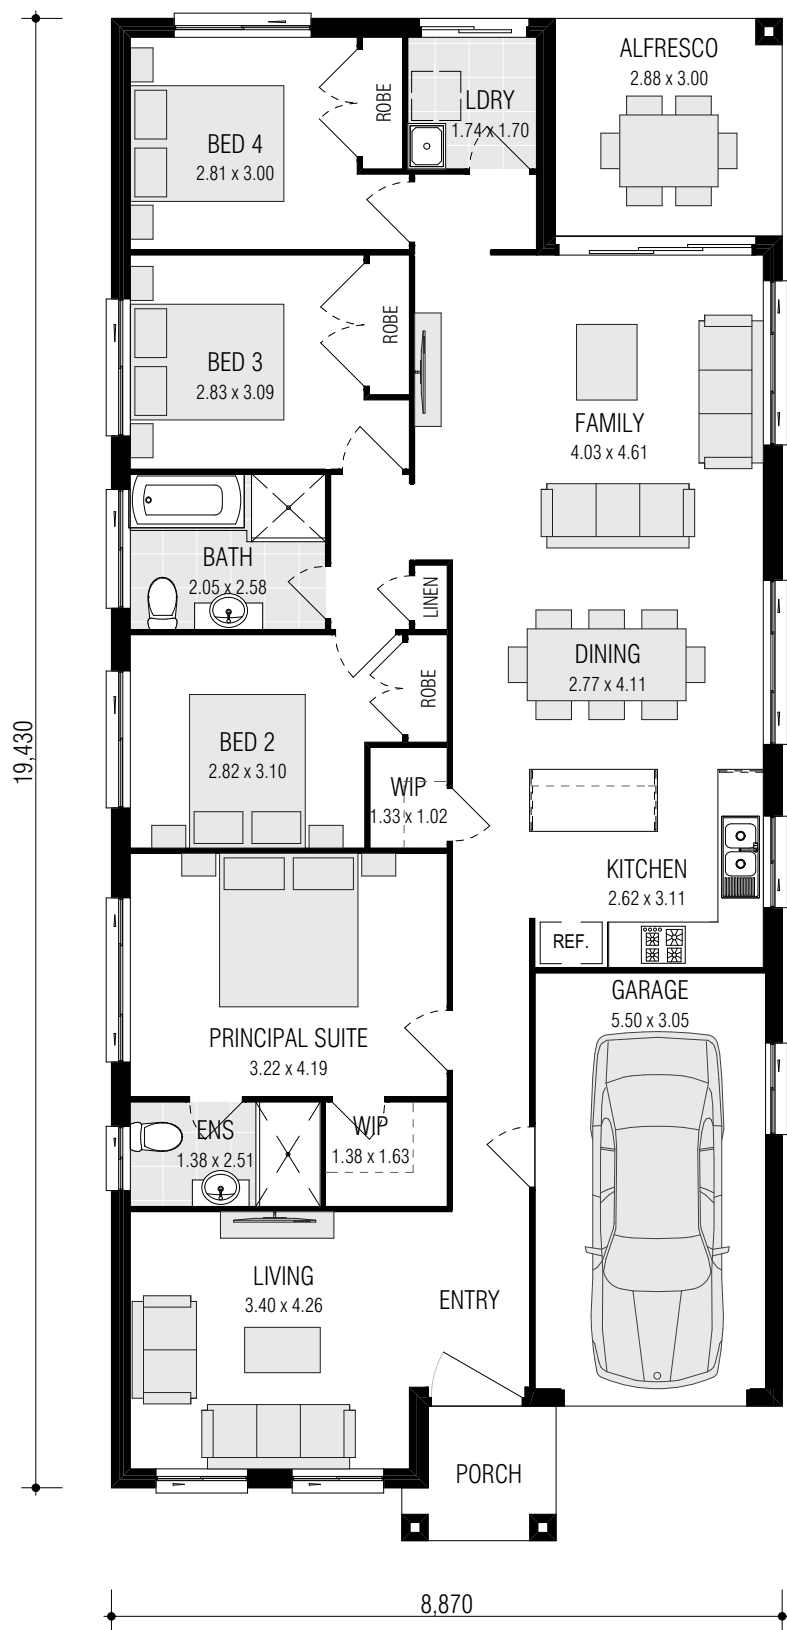 ALFRESCO
2.88 x 3.00
ROBE
LDRY
1.74 x 1.70
BED 4
2.81 x 3.00
ROBE
BED 3
2.83 x 3.09
FAMILY
4.03 x 4.61
BATH
2.05 x 2.58
LINEN
DINING
2.77 x 4.11
ROBE
BED 2
2.82 x 3.10
19,430
WIP
1.33 x 1.02
KITCHEN
2.62 x 3.11
REF.
GARAGE
5.50 x 3.05
PRINCIPAL SUITE
3.22 x 4.19
ENS
1.38 x 2.51
WIP
1.38 x 1.63
LIVING
3.40 x 4.26
ENTRY
PORCH
8,870